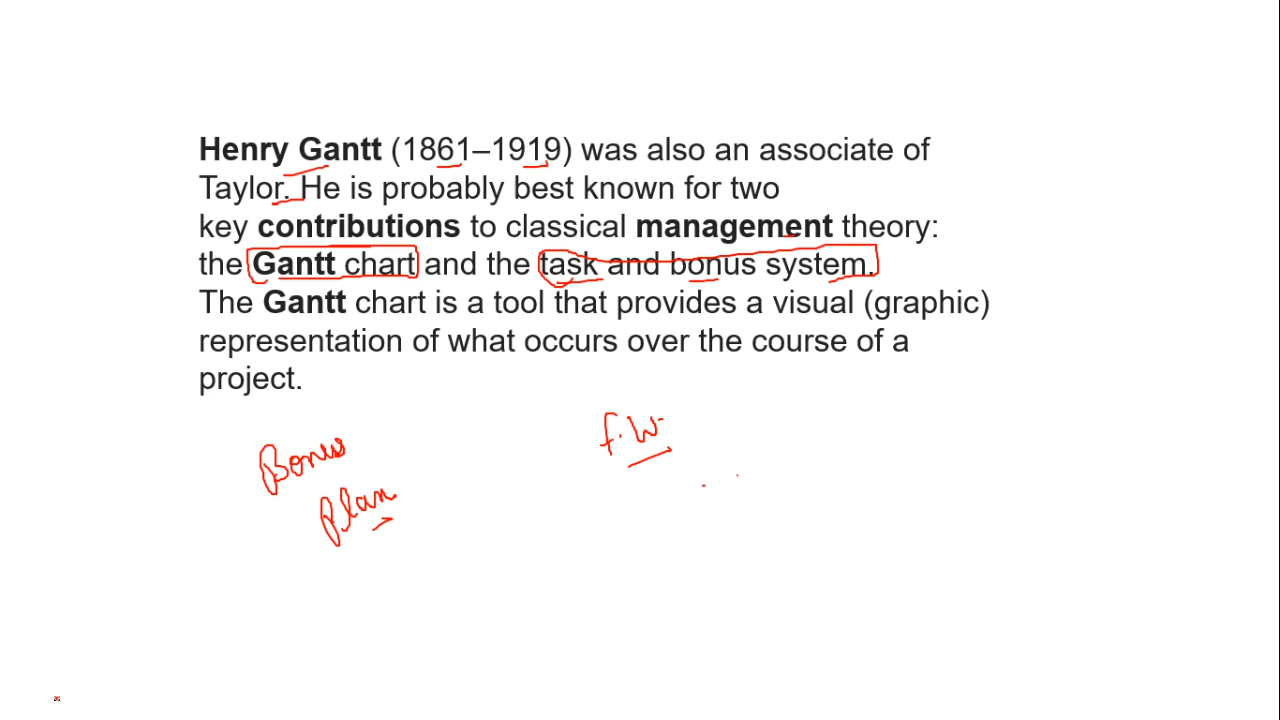 Henry Gantt (1861–1919) was also an associate of
Taylor. He is probably best known for two
key contributions to classical management theory:
the Gantt chart and the task and bonus system.
The Gantt chart is a tool that provides a visual (graphic)
representation of what occurs over the course of a
project.
Bonus
Plan
f.W